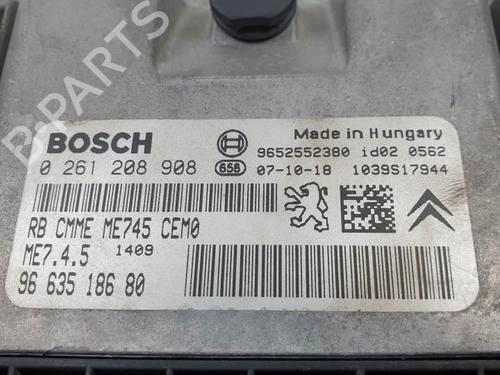 B-PARTS
BOSCH
Made in Hungary
0 261 208 908
9652552380 id02 0562
658 07-10-18 1039S17944
RB CMME ME745 CEM0
ME7.4.5 1409
96 635 186 80